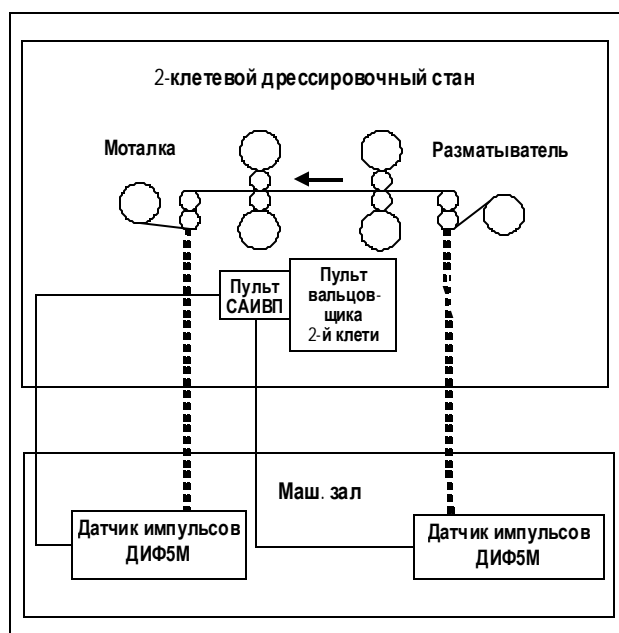 2-клетевой дрессировочный стан
Моталка
Разматыватель
Пульт
САИВП
Пульт
вальцов-
щика
2-й клети
Маш. зал
Датчик импульсов
ДИФ5М
Датчик импульсов
ДИФ5М